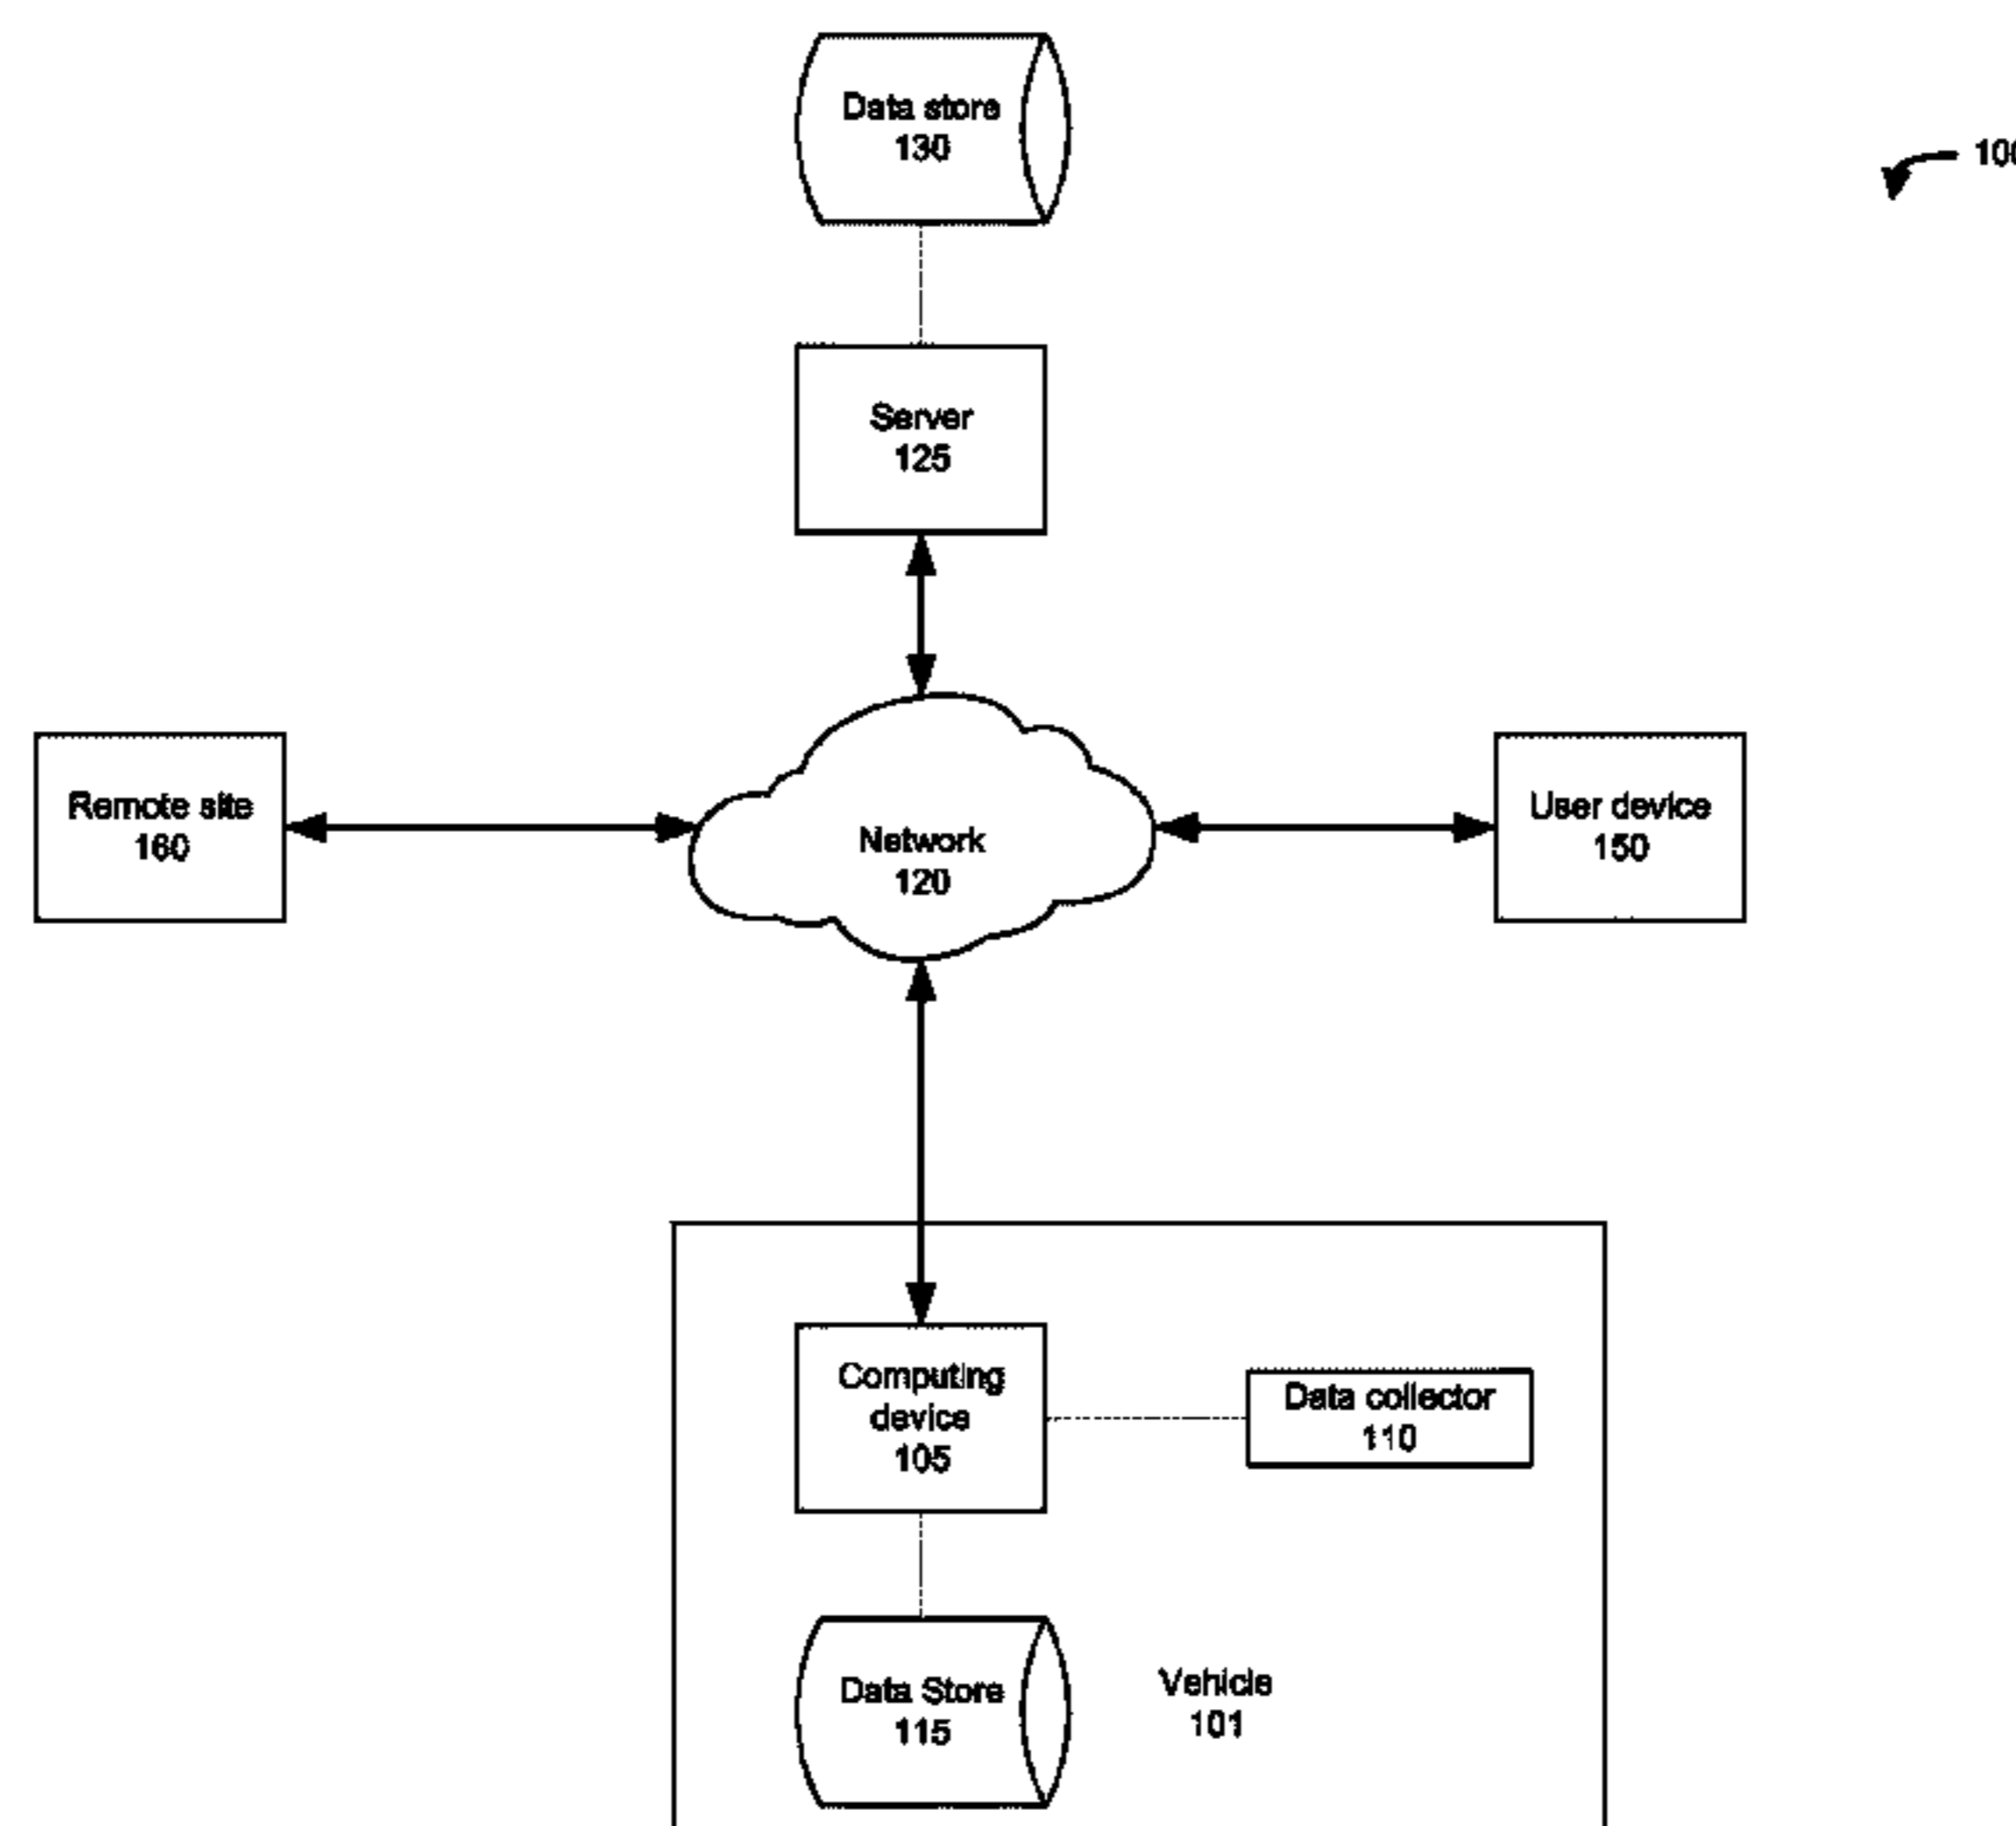 Data store
130
100
Server
125
Remote site
160
Network
120
User device
150
Computing
device
105
Data collector
110
Data Store
115
Vehicle
101